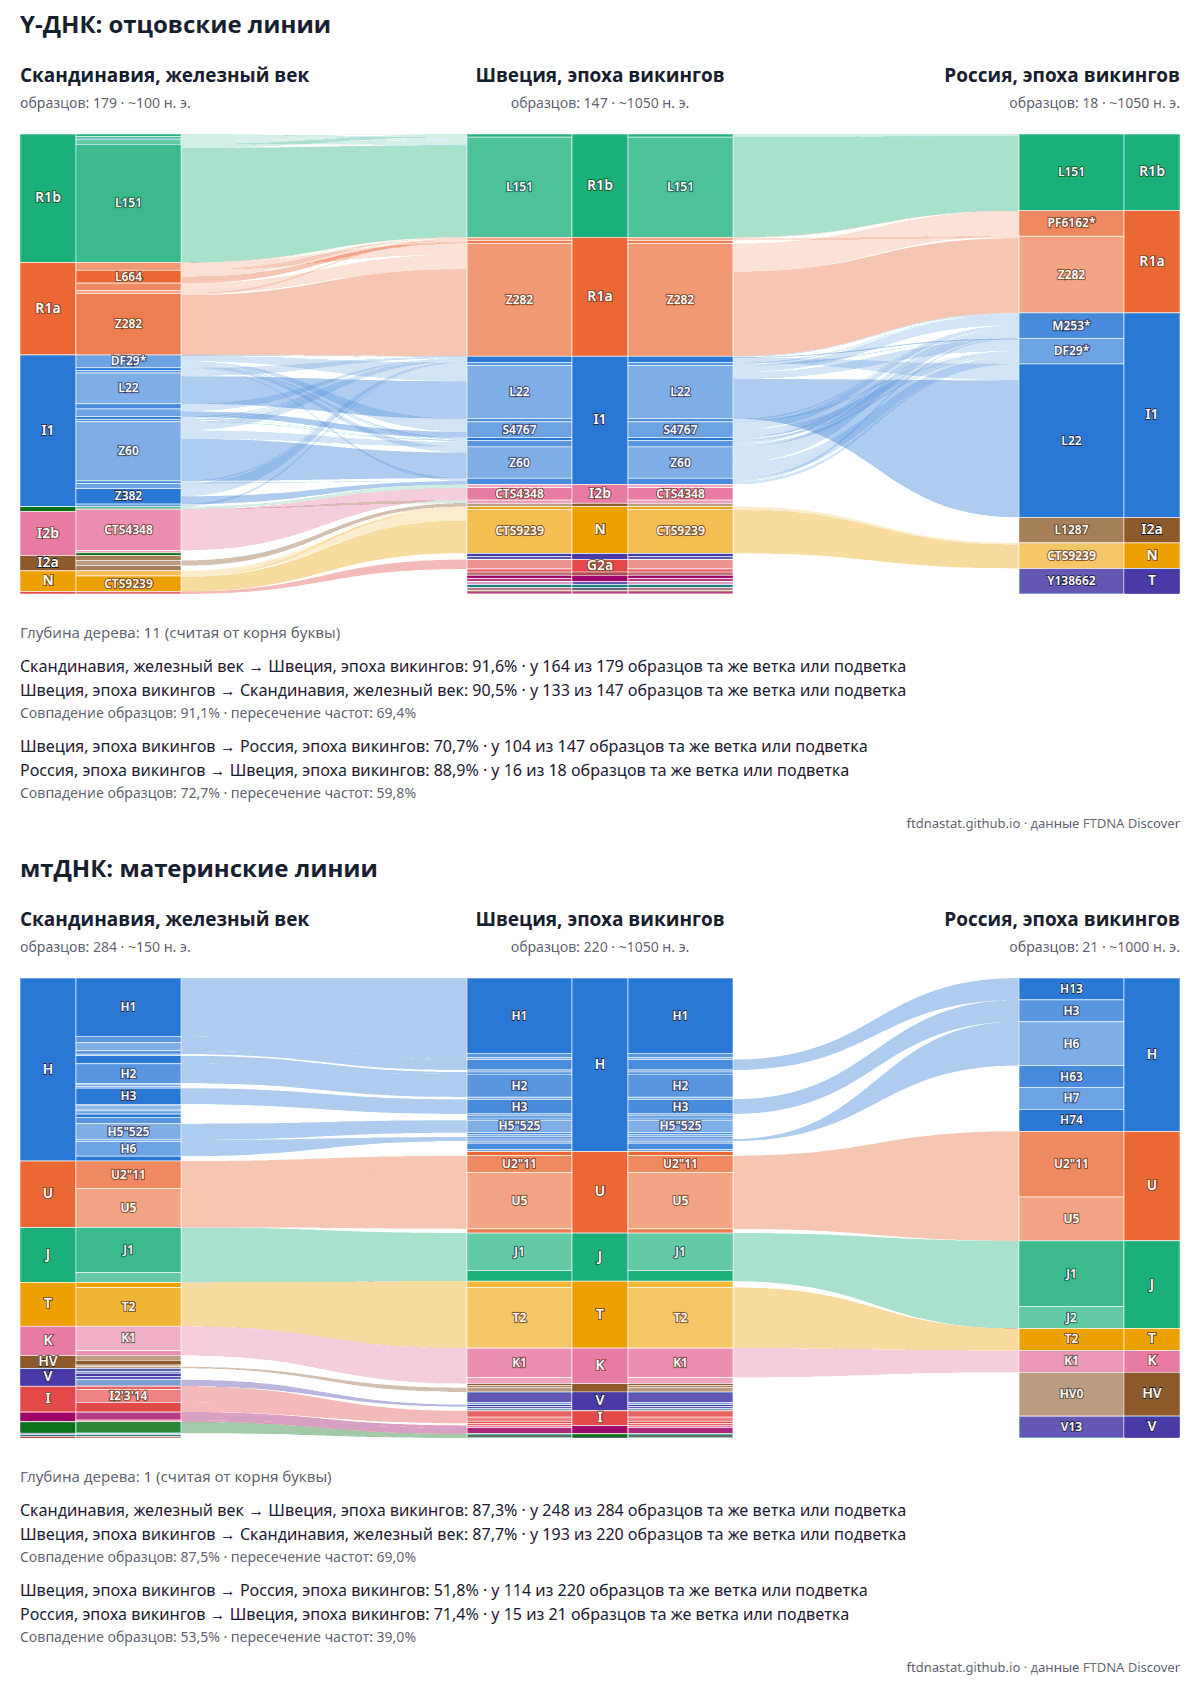 Y-ДНК: отцовские линии
Скандинавия, железный век
образцов: 179 · ~100 н. э.
Швеция, эпоха викингов
образцов: 147 · ~1050 н. э.
Россия, эпоха викингов
образцов: 18 · ~1050 н. э.
R1b
L151
R1a
L664
Z282
I1
DF29*
L22
Z60
Z382
I2b
CTS4348
I2a
N
CTS9239
L151
R1b
L151
Z282
R1a
Z282
L22
I1
L22
S4767
S4767
Z60
Z60
CTS4348
I2b
CTS4348
CTS9239
N
CTS9239
G2a
L151
R1b
PF6162*
R1a
Z282
M253*
DF29*
I1
L22
L1287
I2a
CTS9239
N
Y138662
T
Глубина дерева: 11 (считая от корня буквы)
Скандинавия, железный век → Швеция, эпоха викингов: 91,6% · у 164 из 179 образцов та же ветка или подветка
Швеция, эпоха викингов → Скандинавия, железный век: 90,5% · у 133 из 147 образцов та же ветка или подветка
Совпадение образцов: 91,1% · пересечение частот: 69,4%
Швеция, эпоха викингов → Россия, эпоха викингов: 70,7% · у 104 из 147 образцов та же ветка или подветка
Россия, эпоха викингов → Швеция, эпоха викингов: 88,9% · у 16 из 18 образцов та же ветка или подветка
Совпадение образцов: 72,7% · пересечение частот: 59,8%
ftdnastat.github.io · данные FTDNA Discover
мтДНК: материнские линии
Скандинавия, железный век
образцов: 284 · ~150 н. э.
Швеция, эпоха викингов
образцов: 220 · ~1050 н. э.
Россия, эпоха викингов
образцов: 21 · ~1000 н. э.
H
H1
H2
H3
H5"525
H6
U
U2"11
U5
J
J1
T
T2
K
K1
HV
V
I
I2'3'14
H1
H
H1
H2
H2
H3
H3
H5"525
H5"525
U2"11
U2"11
U5
U
U5
J1
J
J1
T2
T
T2
K1
K
K1
V
I
H13
H3
H6
H
H63
H7
H74
U2"11
U
U5
J1
J
J2
T2
T
K1
K
HV0
HV
V13
V
Глубина дерева: 1 (считая от корня буквы)
Скандинавия, железный век → Швеция, эпоха викингов: 87,3% · у 248 из 284 образцов та же ветка или подветка
Швеция, эпоха викингов → Скандинавия, железный век: 87,7% · у 193 из 220 образцов та же ветка или подветка
Совпадение образцов: 87,5% · пересечение частот: 69,0%
Швеция, эпоха викингов → Россия, эпоха викингов: 51,8% · у 114 из 220 образцов та же ветка или подветка
Россия, эпоха викингов → Швеция, эпоха викингов: 71,4% · у 15 из 21 образцов та же ветка или подветка
Совпадение образцов: 53,5% · пересечение частот: 39,0%
ftdnastat.github.io · данные FTDNA Discover